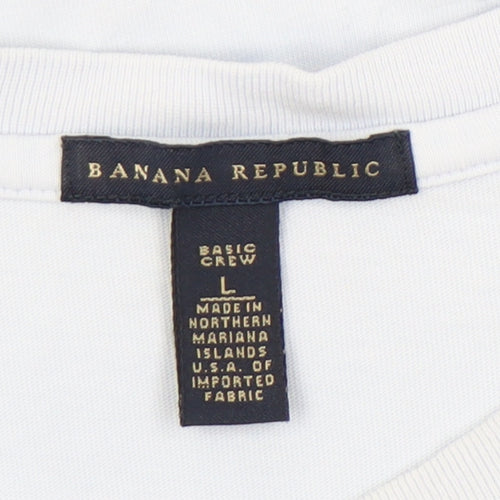 BANANA REPUBLIC
BASIC
CREW
L
MADE IN
NORTHERN
MARIANA
ISLANDS
U.S.A. OF
IMPORTED
FABRIC